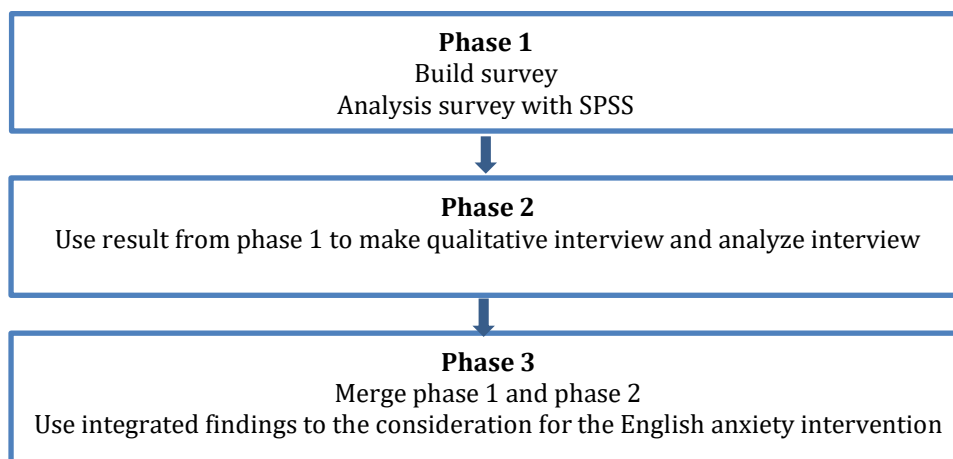 Phase 1
Build survey
Analysis survey with SPSS
Phase 2
Use result from phase 1 to make qualitative interview and analyze interview
Phase 3
Merge phase 1 and phase 2
Use integrated findings to the consideration for the English anxiety intervention